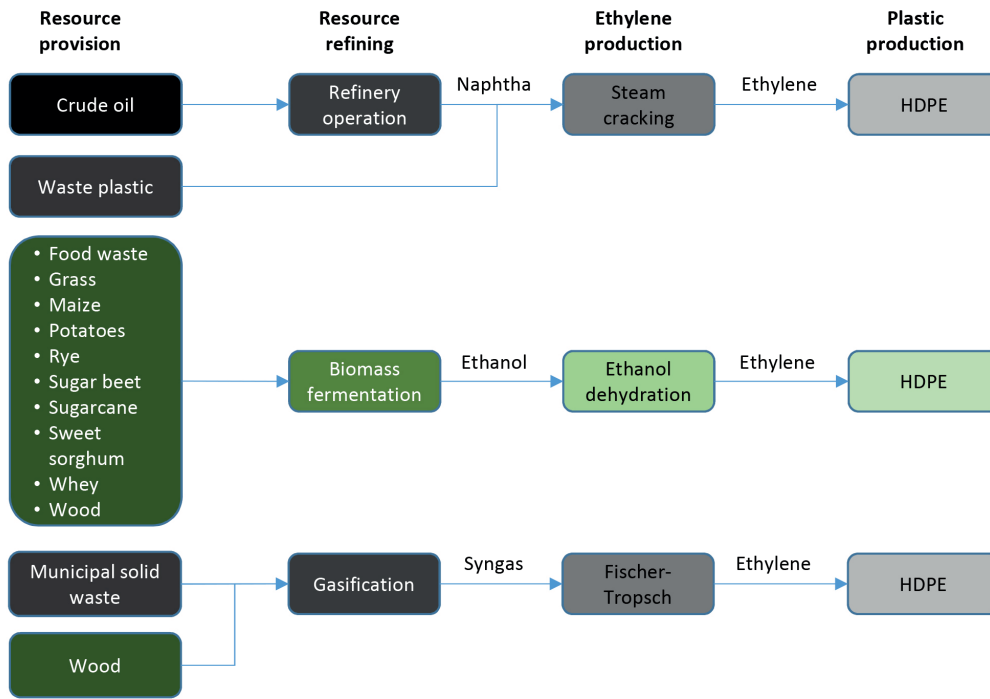 Resource
provision
Resource
refining
Ethylene
production
Plastic
production
Crude oil
Refinery
operation
Naphtha
Steam
cracking
Ethylene
HDPE
Waste plastic
• Food waste
• Grass
• Maize
• Potatoes
• Rye
• Sugar beet
• Sugarcane
• Sweet
sorghum
• Whey
• Wood
Biomass
fermentation
Ethanol
Ethanol
dehydration
Ethylene
HDPE
Municipal solid
waste
Gasification
Syngas
Fischer-
Tropsch
Ethylene
HDPE
Wood